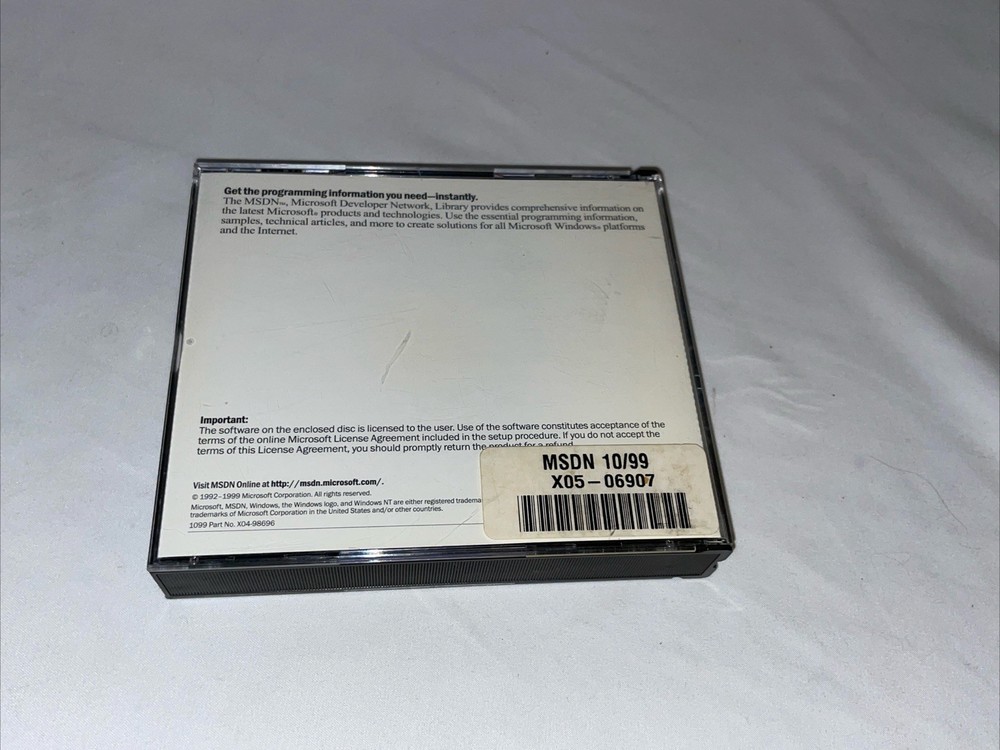 Get the programming information you need—instantly.
The MSDN™, Microsoft Developer Network, Library provides comprehensive information on
the latest Microsoft® products and technologies. Use the essential programming information,
samples, technical articles, and more to create solutions for all Microsoft Windows® platforms
and the Internet.
Important:
The software on the enclosed disc is licensed to the user. Use of the software constitutes acceptance of the
terms of the online Microsoft License Agreement included in the setup procedure. If you do not accept the
terms of this License Agreement, you should promptly return the product for a refund.
MSDN 10/99
X05-06907
Visit MSDN Online at http://msdn.microsoft.com/.
© 1992-1999 Microsoft Corporation. All rights reserved.
Microsoft, MSDN, Windows, the Windows logo, and Windows NT are either registered
trademarks of Microsoft Corporation in the United States and/or other countries.
1099 Part No. X04-98696